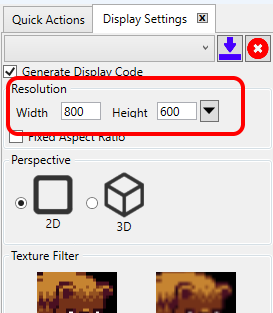 Quick Actions Display Settings
Generate Display Code
Resolution
Width 800 Height 600
Fixed Aspect Ratio
Perspective
2D 3D
Texture Filter